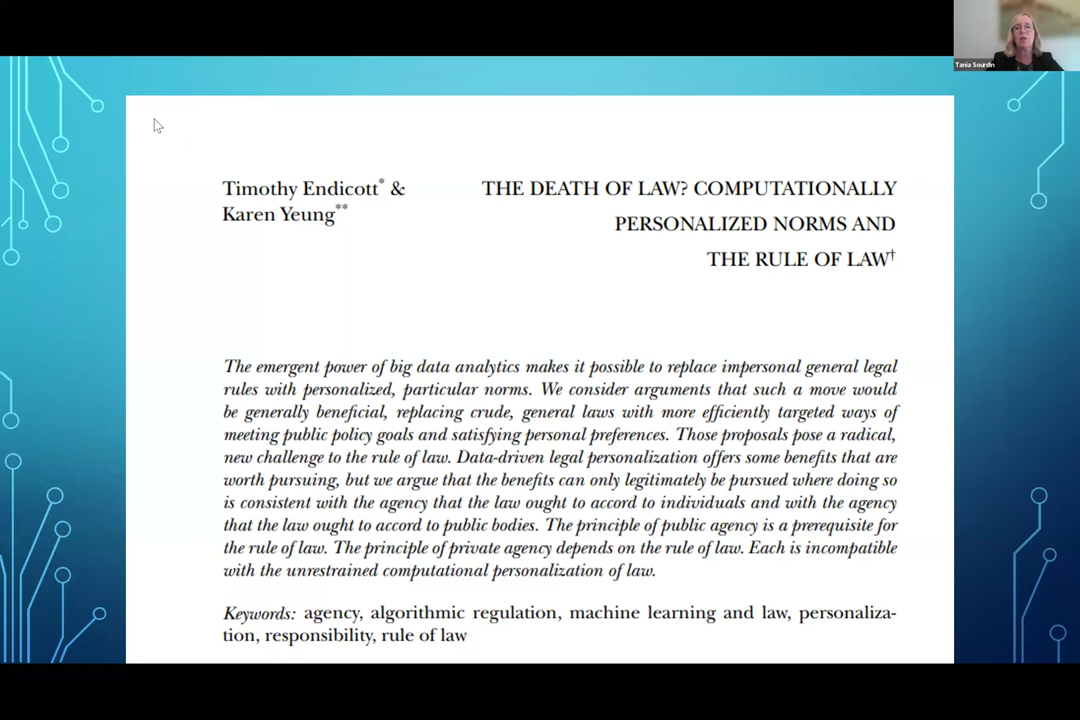 Tania Sourdin
Timothy Endicott* &
Karen Yeung**
THE DEATH OF LAW? COMPUTATIONALLY
PERSONALIZED NORMS AND
THE RULE OF LAW†
The emergent power of big data analytics makes it possible to replace impersonal general legal
rules with personalized, particular norms. We consider arguments that such a move would
be generally beneficial, replacing crude, general laws with more efficiently targeted ways of
meeting public policy goals and satisfying personal preferences. Those proposals pose a radical,
new challenge to the rule of law. Data-driven legal personalization offers some benefits that are
worth pursuing, but we argue that the benefits can only legitimately be pursued where doing so
is consistent with the agency that the law ought to accord to individuals and with the agency
that the law ought to accord to public bodies. The principle of public agency is a prerequisite for
the rule of law. The principle of private agency depends on the rule of law. Each is incompatible
with the unrestrained computational personalization of law.
Keywords: agency, algorithmic regulation, machine learning and law, personaliza-
tion, responsibility, rule of law